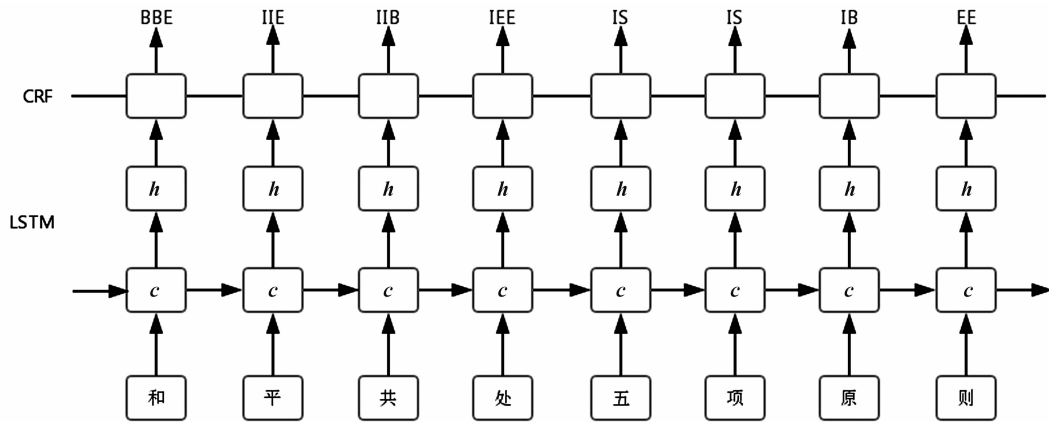 BBE IIE IIB IEE IS IS IB EE
CRF
h h h h h h h h
LSTM
c c c c c c c c
和 平 共 处 五 项 原 则